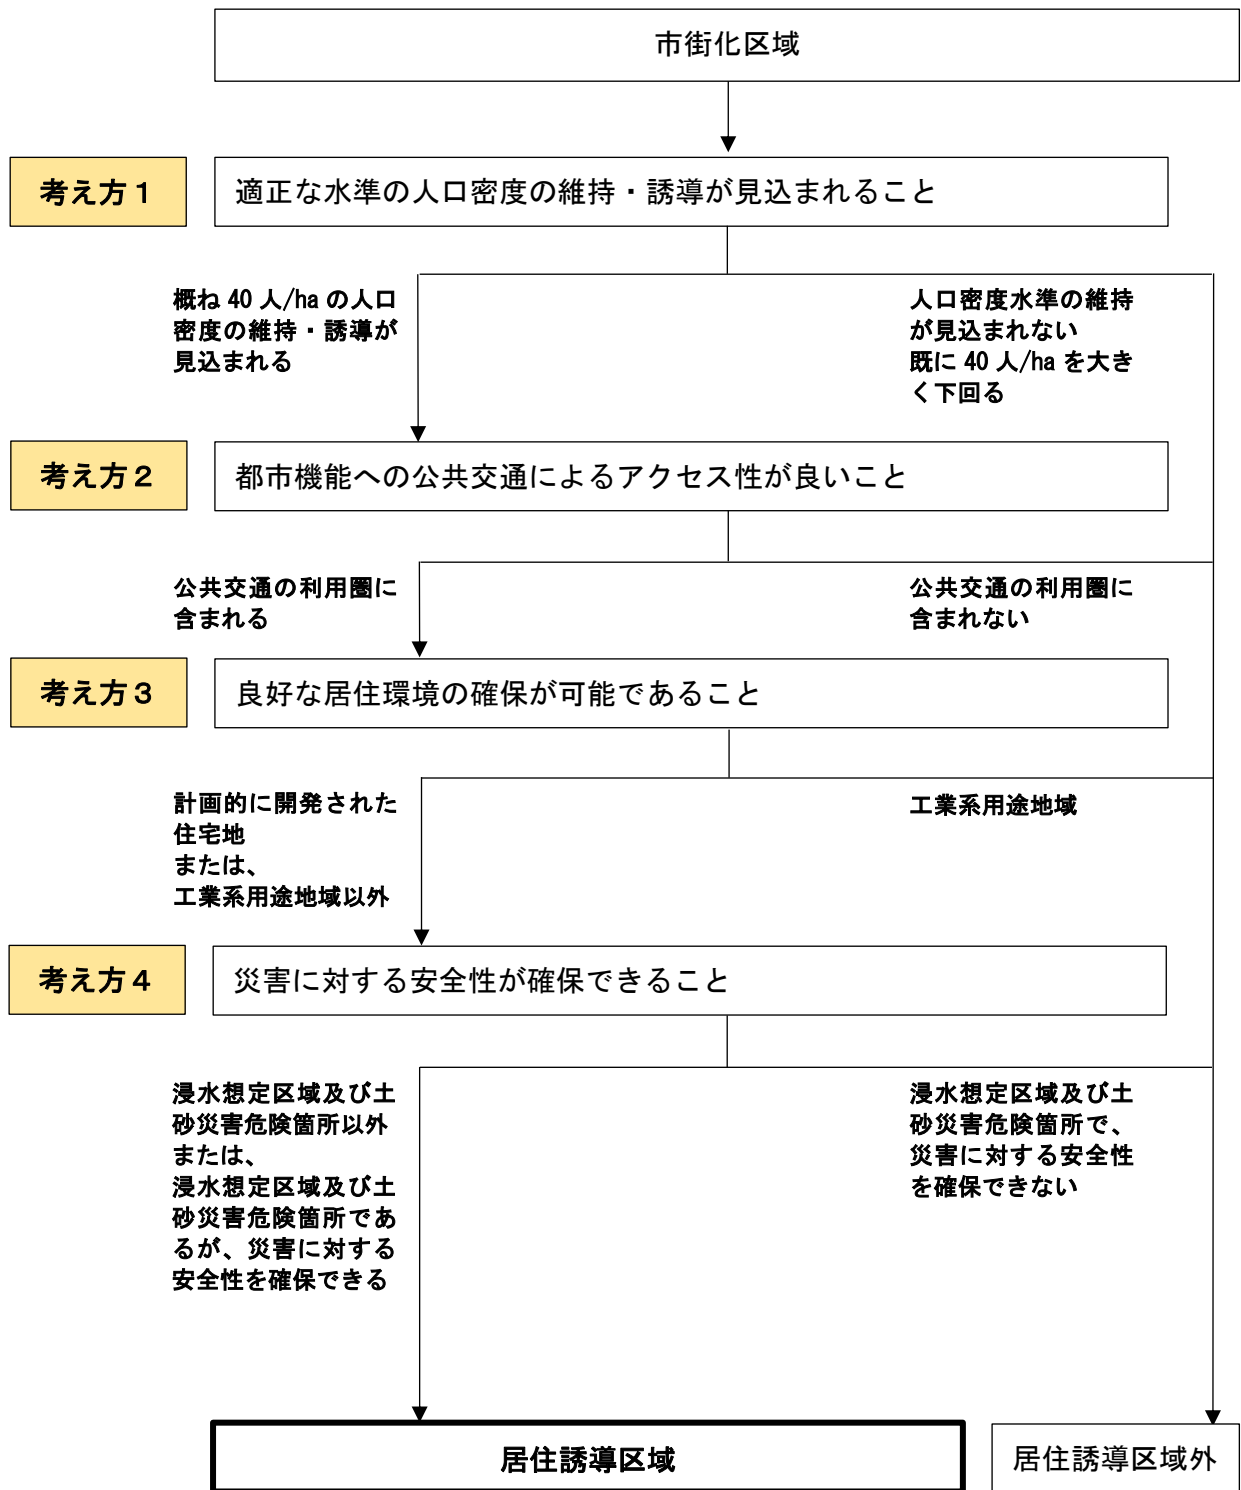 市街化区域
考え方１
適正な水準の人口密度の維持・誘導が見込まれること
概ね 40 人/ha の人口
密度の維持・誘導が
見込まれる
人口密度水準の維持
が見込まれない
既に 40 人/ha を大き
く下回る
考え方２
都市機能への公共交通によるアクセス性が良いこと
公共交通の利用圏に
含まれる
公共交通の利用圏に
含まれない
考え方３
良好な居住環境の確保が可能であること
計画的に開発された
住宅地
または、
工業系用途地域以外
工業系用途地域
考え方４
災害に対する安全性が確保できること
浸水想定区域及び土
砂災害危険箇所以外
または、
浸水想定区域及び土
砂災害危険箇所であ
るが、災害に対する
安全性を確保できる
浸水想定区域及び土
砂災害危険箇所で、
災害に対する安全性
を確保できない
居住誘導区域
居住誘導区域外